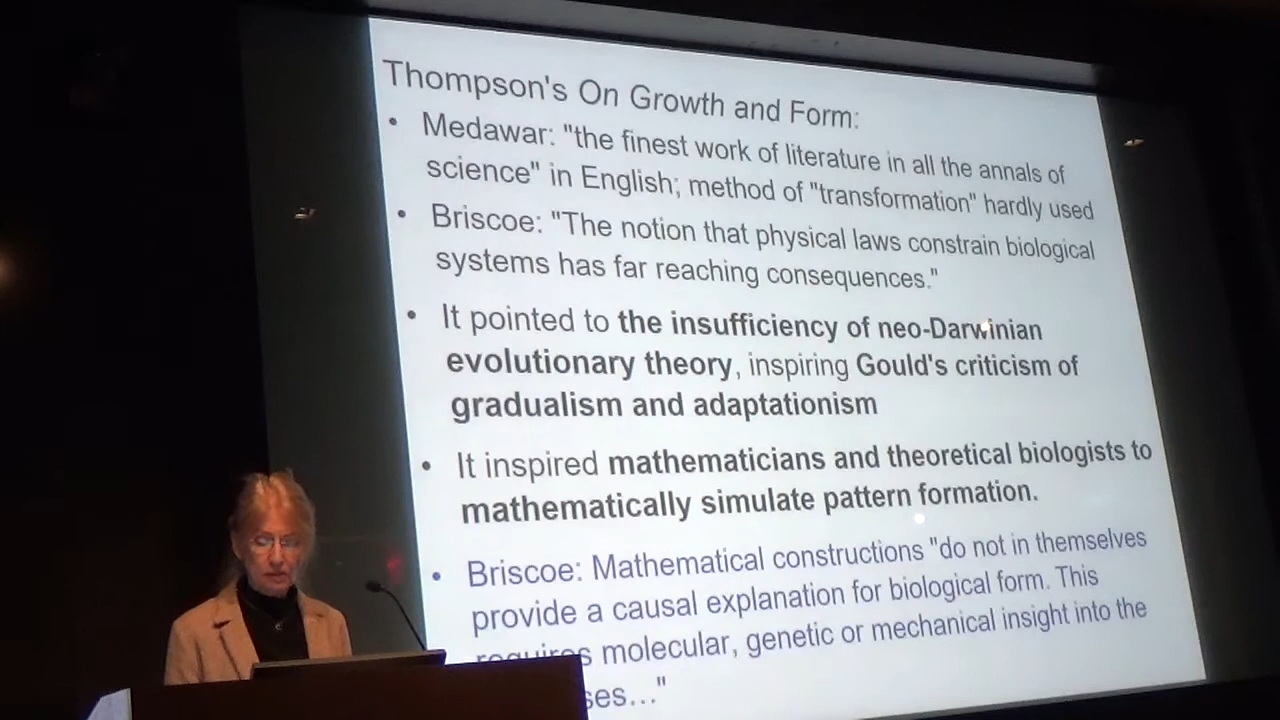 Thompson's On Growth and Form:
• Medawar: "the finest work of literature in all the annals of
science" in English; method of "transformation" hardly used
• Briscoe: "The notion that physical laws constrain biological
systems has far reaching consequences."
• It pointed to the insufficiency of neo-Darwinian
evolutionary theory, inspiring Gould's criticism of
gradualism and adaptationism
• It inspired mathematicians and theoretical biologists to
mathematically simulate pattern formation.
• Briscoe: Mathematical constructions "do not in themselves
provide a causal explanation for biological form. This
requires molecular, genetic or mechanical insight into the
ses..."